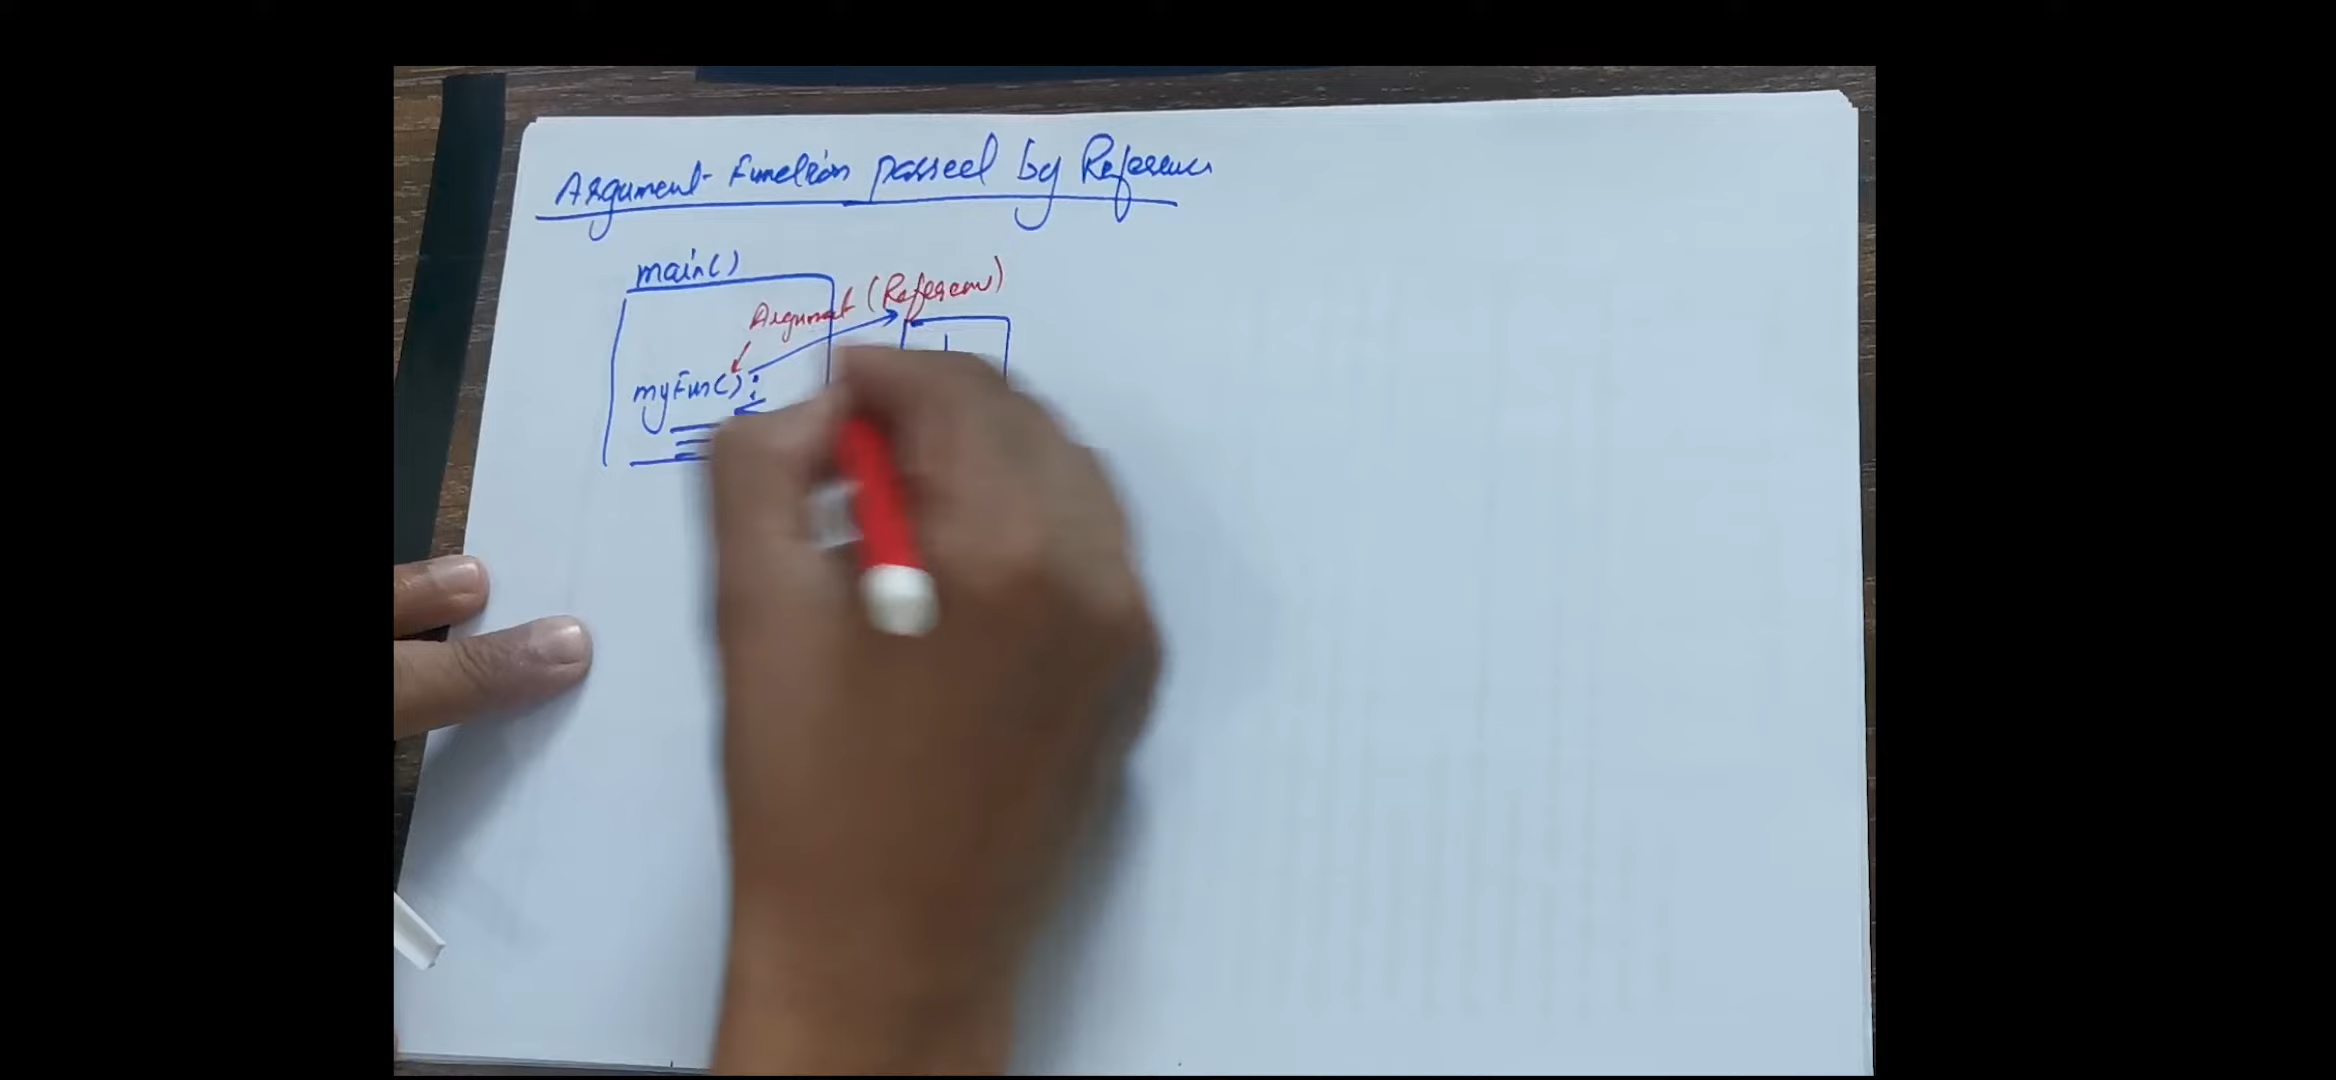 Argument Function passed by Reference
main()
Argument (Reference)
myFun();